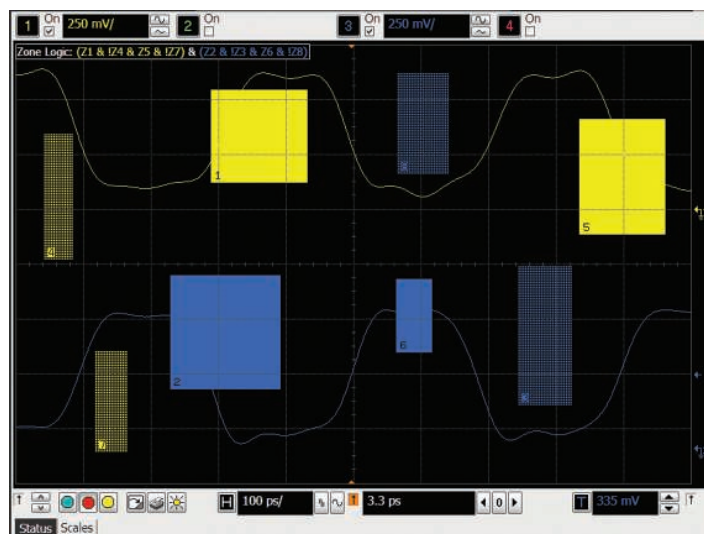 1 On 250 mV/ 2 On 3 On 250 mV/ 4 On
Zone Logic: (Z1 & !Z4 & Z5 & !Z7) & (Z2 & !Z3 & Z6 & !Z8)
1
5
4
2
6
7
H 100 ps/ T 3.3 ps 0 T 335 mV
Status Scales